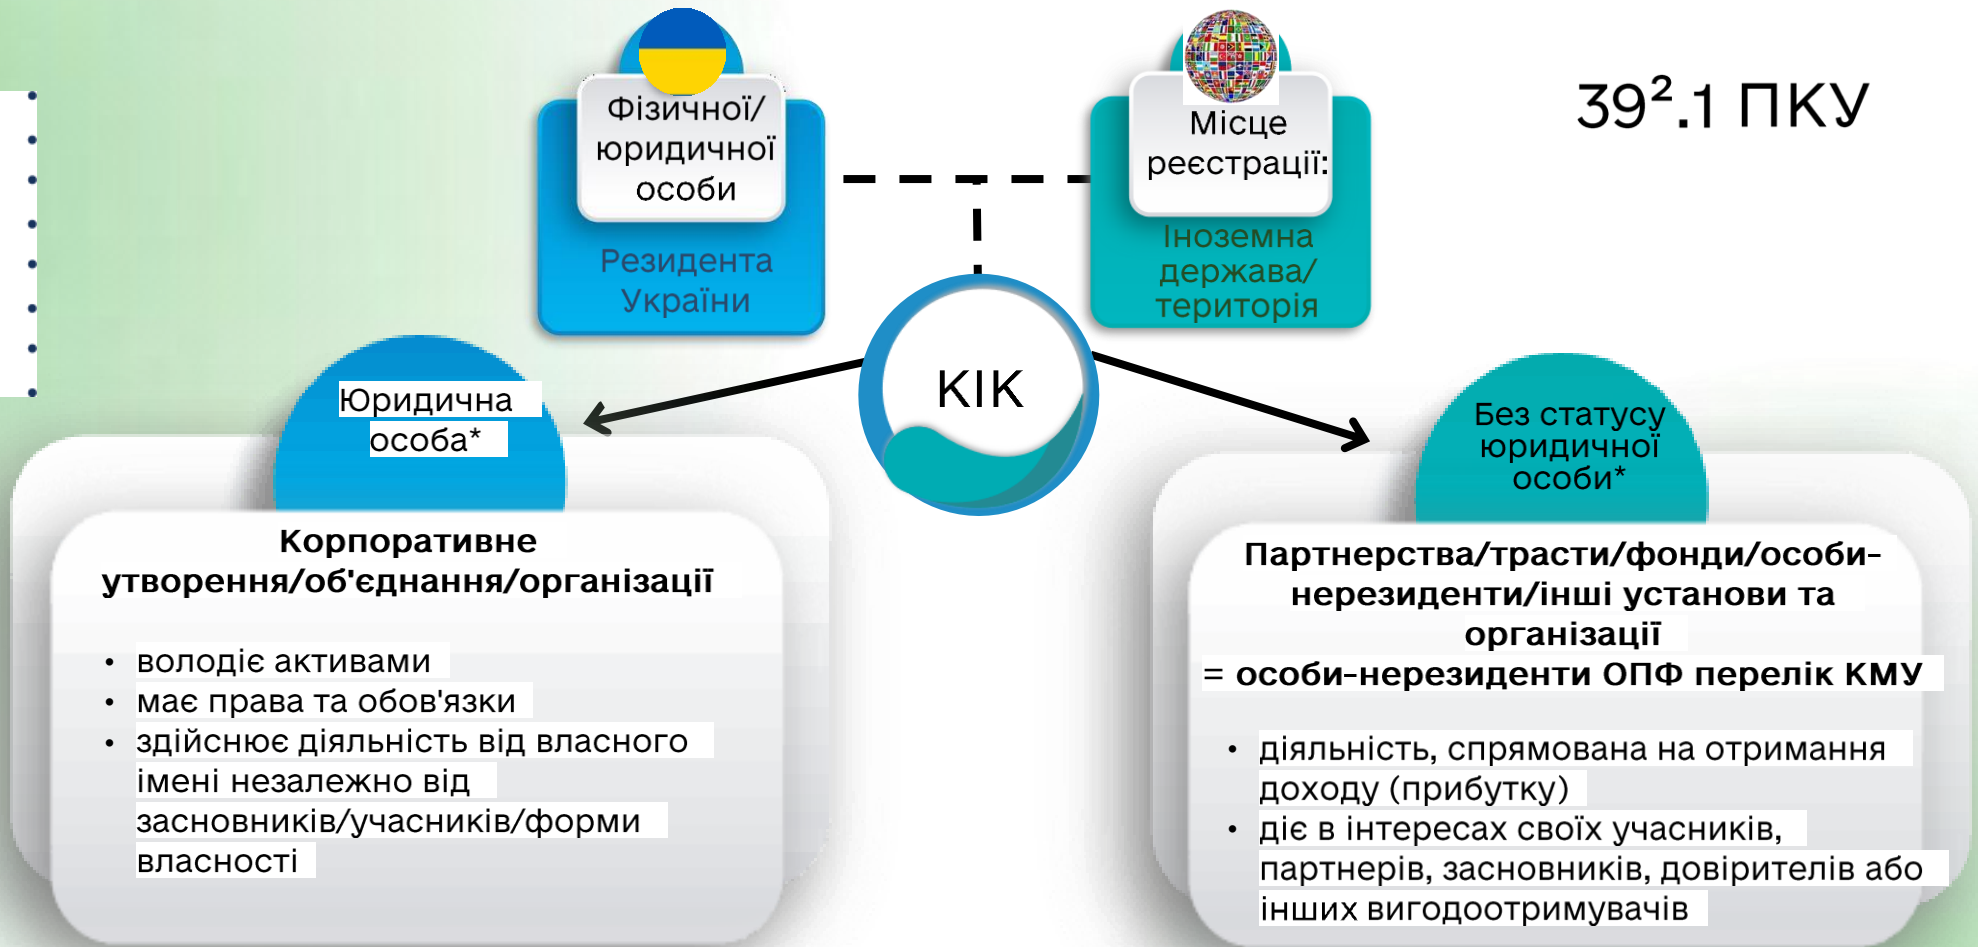 39².1 ПКУ
Фізичної/
юридичної
особи
Резидента
України
Місце
реєстрації:
Іноземна
держава/
територія
КІК
Юридична
особа*
Корпоративне
утворення/об'єднання/організації
• володіє активами
• має права та обов'язки
• здійснює діяльність від власного
імені незалежно від
засновників/учасників/форми
власності
Без статусу
юридичної
особи*
Партнерства/трасти/фонди/особи-
нерезиденти/інші установи та
організації
= особи-нерезиденти ОПФ перелік КМУ
• діяльність, спрямована на отримання
доходу (прибутку)
• діє в інтересах своїх учасників,
партнерів, засновників, довірителів або
інших вигодоотримувачів